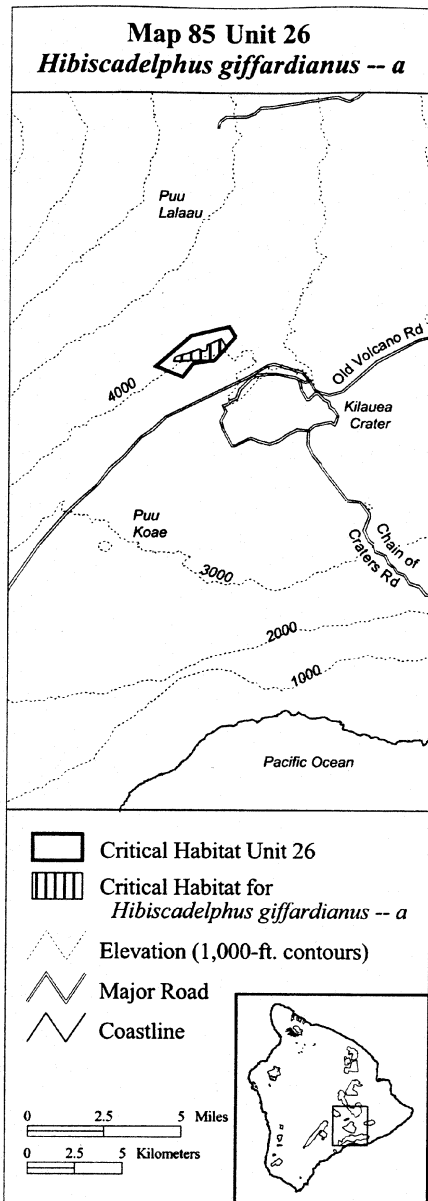 Map 85 Unit 26
Hibiscadelphus giffardianus -- a
Puu
Lalaau
Old Volcano Rd
4000
Kilauea
Crater
Puu
Koae
Chain of
Craters Rd
3000
2000
1000
Pacific Ocean
Critical Habitat Unit 26
Critical Habitat for
Hibiscadelphus giffardianus -- a
Elevation (1,000-ft. contours)
Major Road
Coastline
0 2.5 5 Miles
0 2.5 5 Kilometers